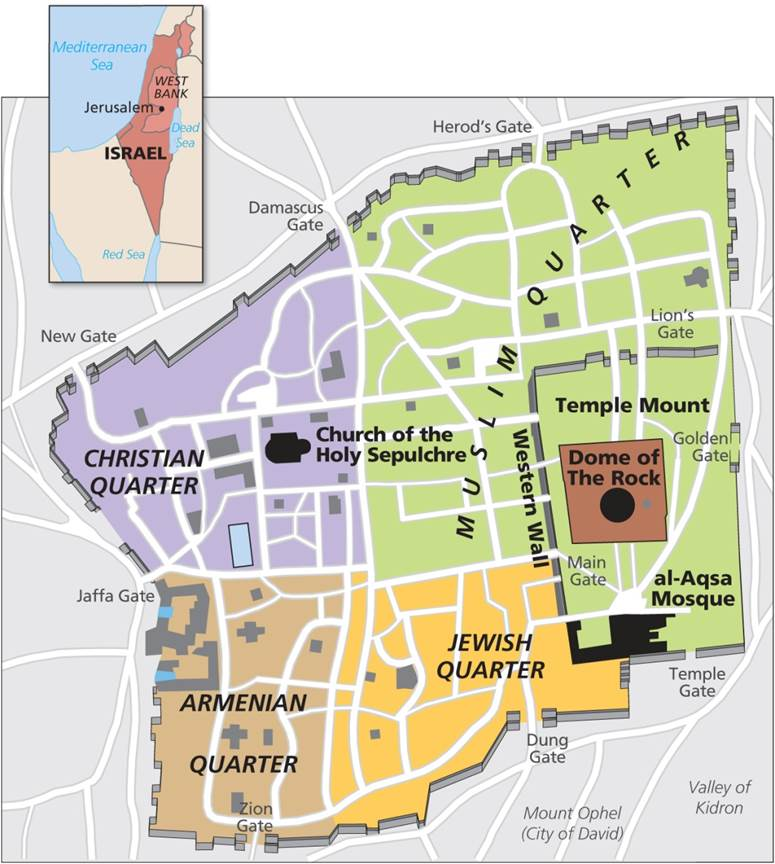 Mediterranean
Sea
WEST
BANK
Jerusalem
Dead
Sea
ISRAEL
Red Sea
Herod's Gate
Damascus
Gate
New Gate
MUSLIM QUARTER
Lion's
Gate
Temple Mount
Golden
Gate
Dome of
The Rock
Western Wall
Church of the
Holy Sepulchre
CHRISTIAN
QUARTER
Main
Gate
al-Aqsa
Mosque
Jaffa Gate
JEWISH
QUARTER
Temple
Gate
ARMENIAN
QUARTER
Dung
Gate
Zion
Gate
Mount Ophel
(City of David)
Valley of
Kidron